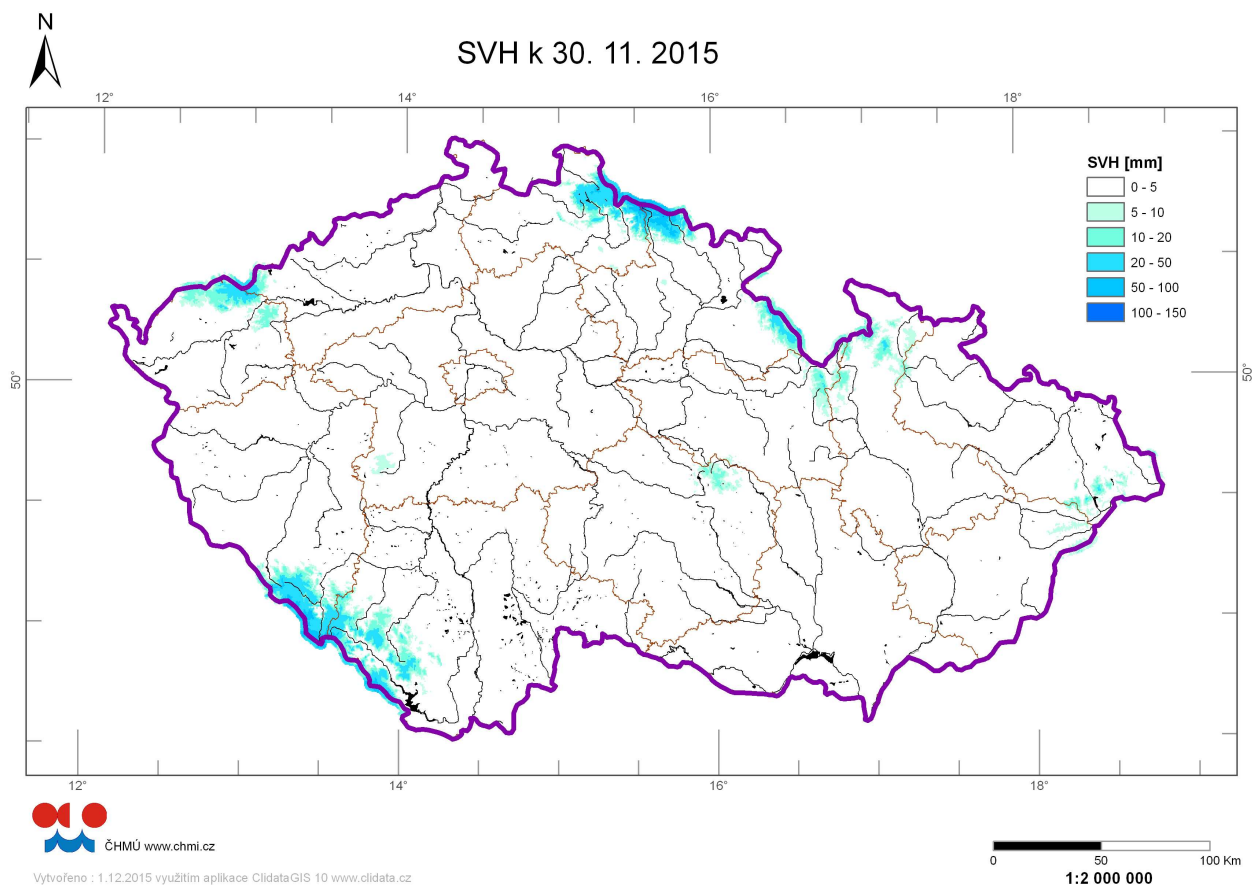 N
SVH k 30. 11. 2015
12° 14° 16° 18°
SVH [mm]
0 - 5
5 - 10
10 - 20
20 - 50
50 - 100
100 - 150
50° 50°
12° 14° 16° 18°
ČHMÚ www.chmi.cz
0 50 100 Km
1:2 000 000
Vytvořeno : 1.12.2015 využitím aplikace ClidataGIS 10 www.clidata.cz